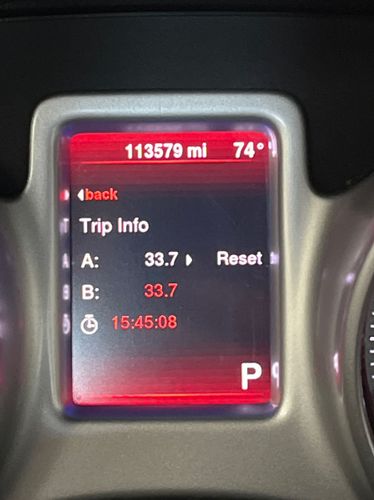 113579 mi 74°
back
Trip Info
A: 33.7 Reset
B: 33.7
15:45:08
P